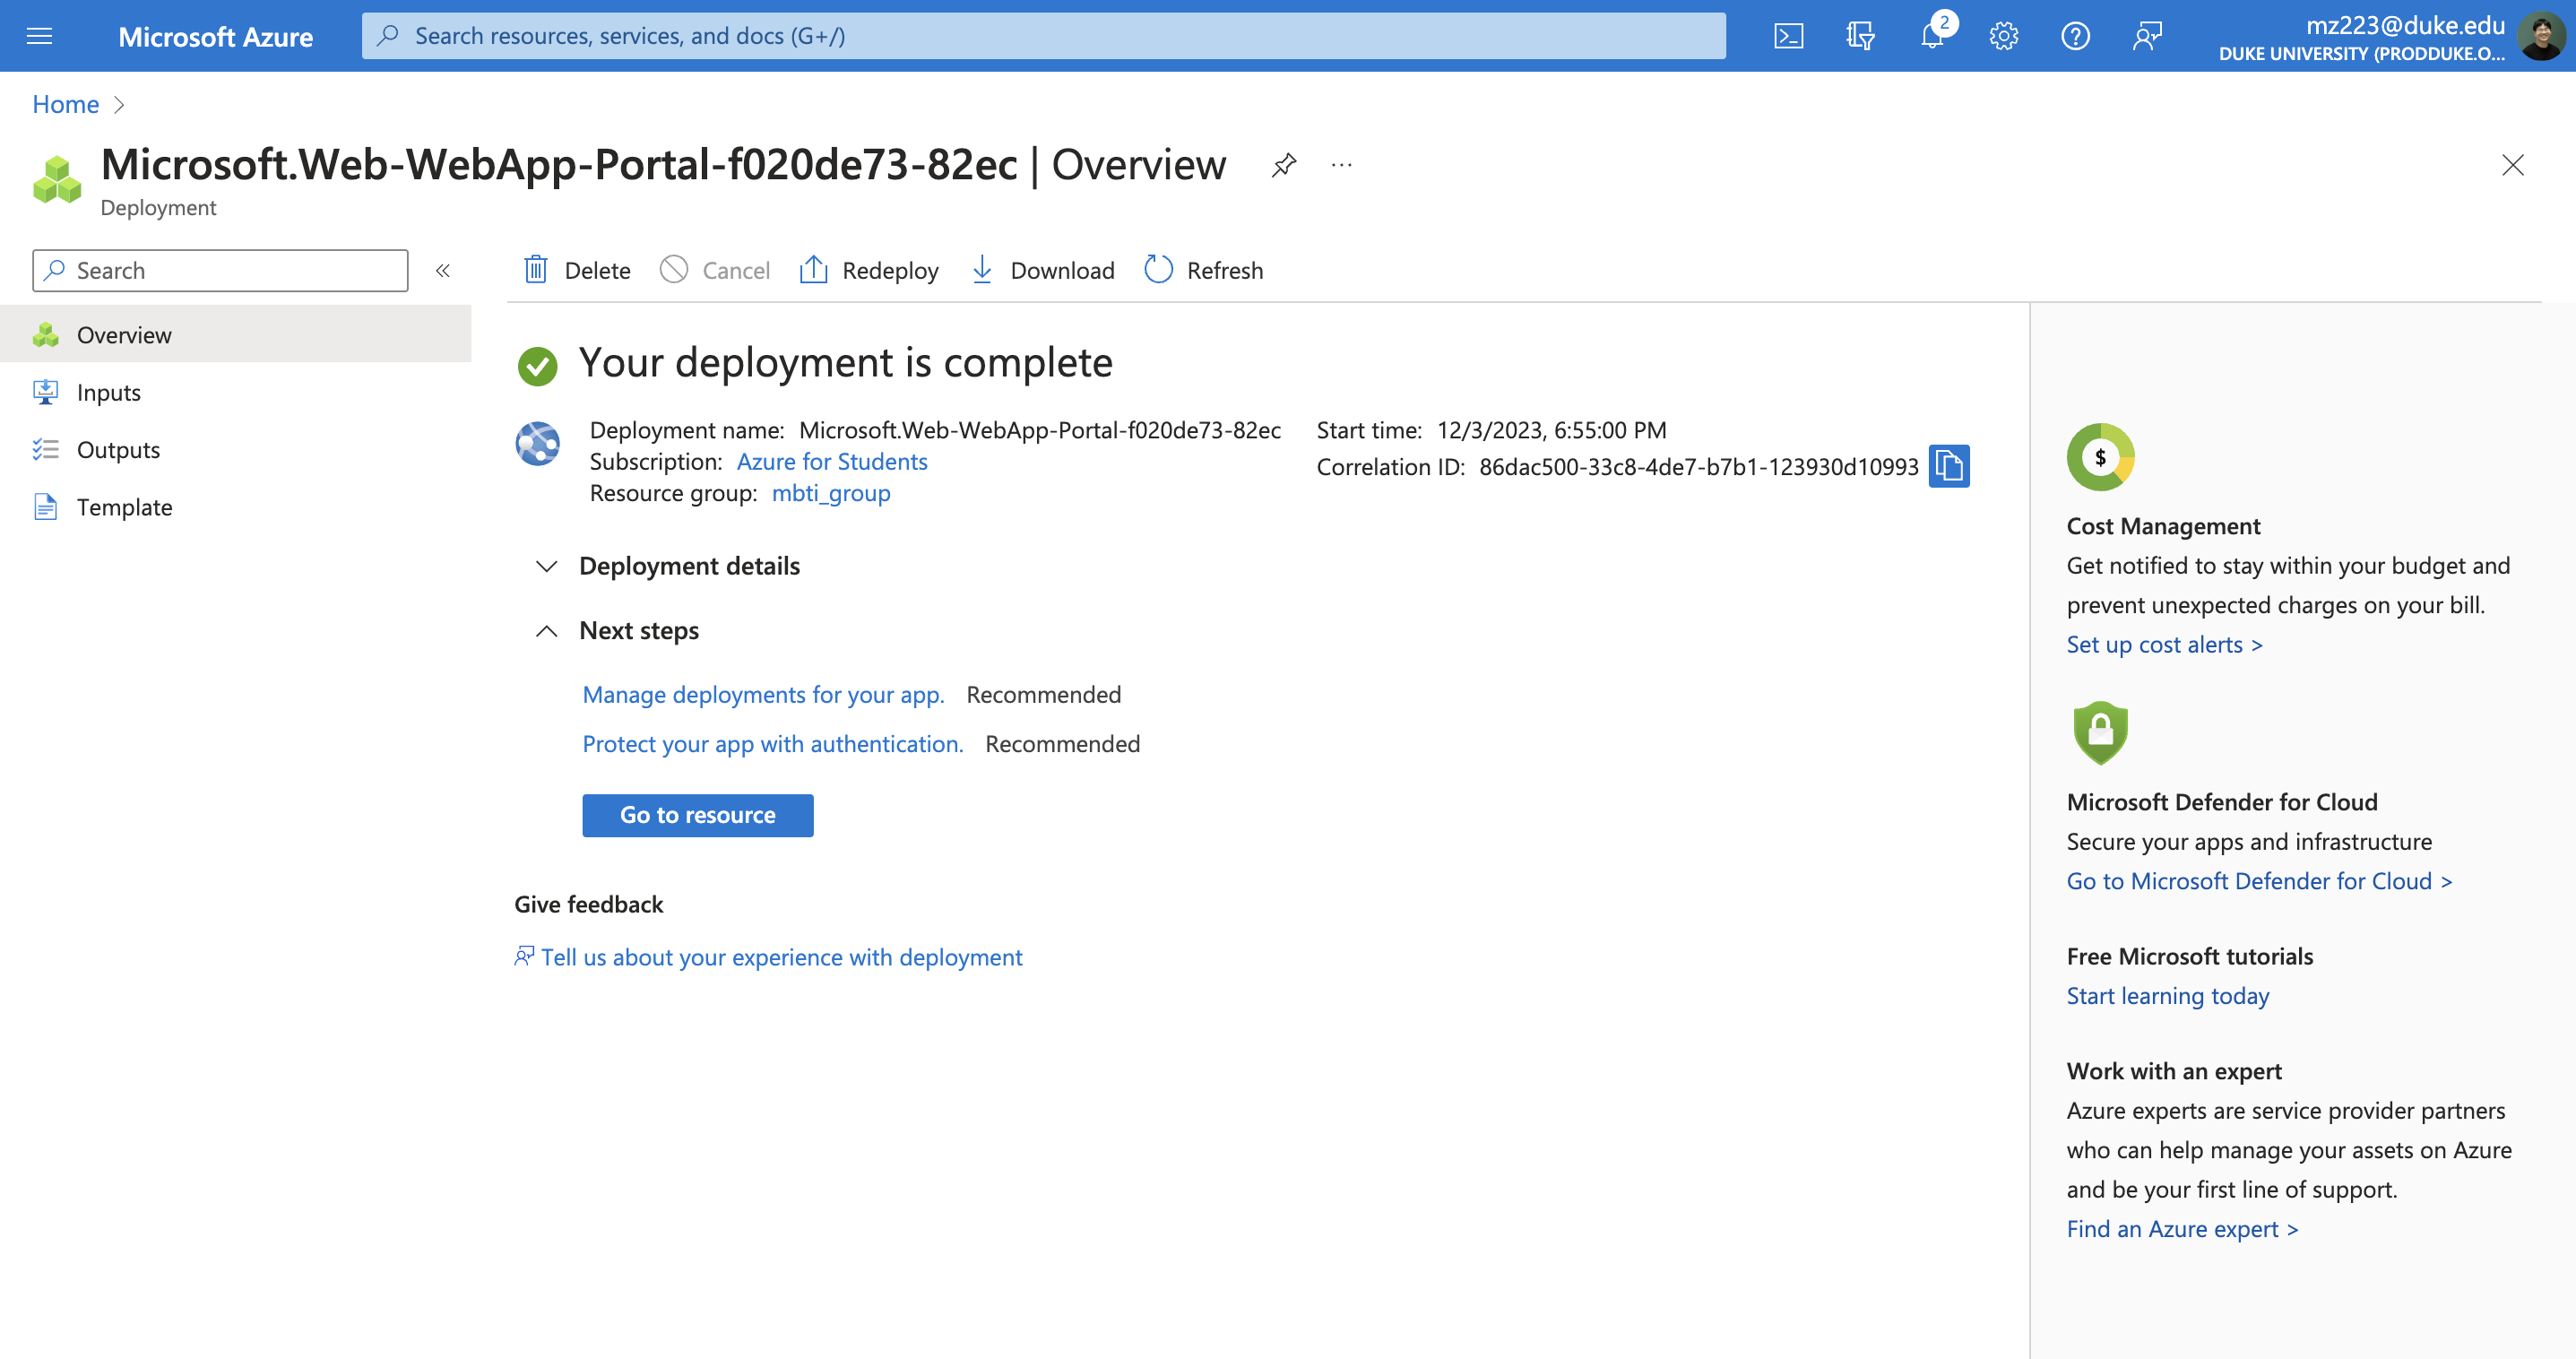 Microsoft Azure
Search resources, services, and docs (G+/)
2
mz223@duke.edu
DUKE UNIVERSITY (PRODDUKE.O...
Home
Microsoft.Web-WebApp-Portal-f020de73-82ec | Overview
Deployment
Search
Delete
Cancel
Redeploy
Download
Refresh
Overview
Inputs
Outputs
Template
Your deployment is complete
Deployment name: Microsoft.Web-WebApp-Portal-f020de73-82ec
Subscription: Azure for Students
Resource group: mbti_group
Start time: 12/3/2023, 6:55:00 PM
Correlation ID: 86dac500-33c8-4de7-b7b1-123930d10993
Deployment details
Next steps
Manage deployments for your app. Recommended
Protect your app with authentication. Recommended
Go to resource
Give feedback
Tell us about your experience with deployment
$
Cost Management
Get notified to stay within your budget and
prevent unexpected charges on your bill.
Set up cost alerts >
Microsoft Defender for Cloud
Secure your apps and infrastructure
Go to Microsoft Defender for Cloud >
Free Microsoft tutorials
Start learning today
Work with an expert
Azure experts are service provider partners
who can help manage your assets on Azure
and be your first line of support.
Find an Azure expert >